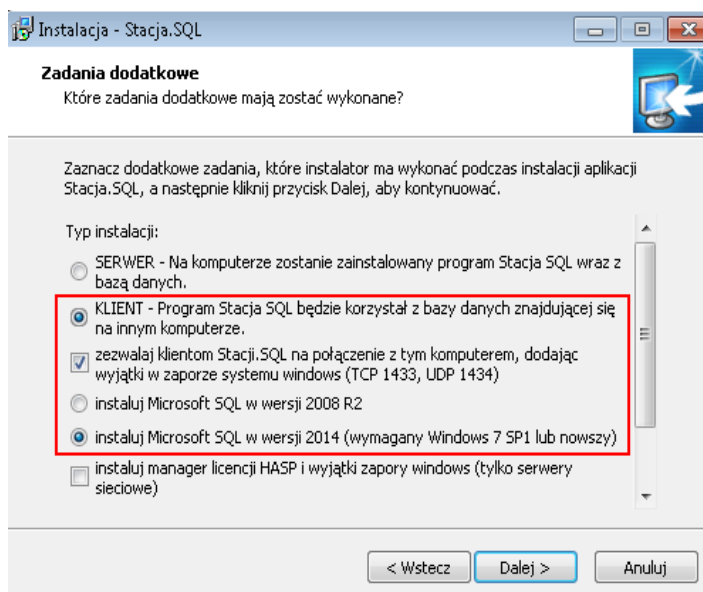 Instalacja - Stacja.SQL
Zadania dodatkowe
Które zadania dodatkowe mają zostać wykonane?
Zaznacz dodatkowe zadania, które instalator ma wykonać podczas instalacji aplikacji
Stacja.SQL, a następnie kliknij przycisk Dalej, aby kontynuować.
Typ instalacji:
SERWER - Na komputerze zostanie zainstalowany program Stacja SQL wraz z
bazą danych.
KLIENT - Program Stacja SQL będzie korzystał z bazy danych znajdującej się
na innym komputerze.
zezwalaj klientom Stacji.SQL na połączenie z tym komputerem, dodając
wyjątki w zaporze systemu windows (TCP 1433, UDP 1434)
instaluj Microsoft SQL w wersji 2008 R2
instaluj Microsoft SQL w wersji 2014 (wymagany Windows 7 SP1 lub nowszy)
instaluj manager licencji HASP i wyjątki zapory windows (tylko serwery
sieciowe)
< Wstecz
Dalej >
Anuluj